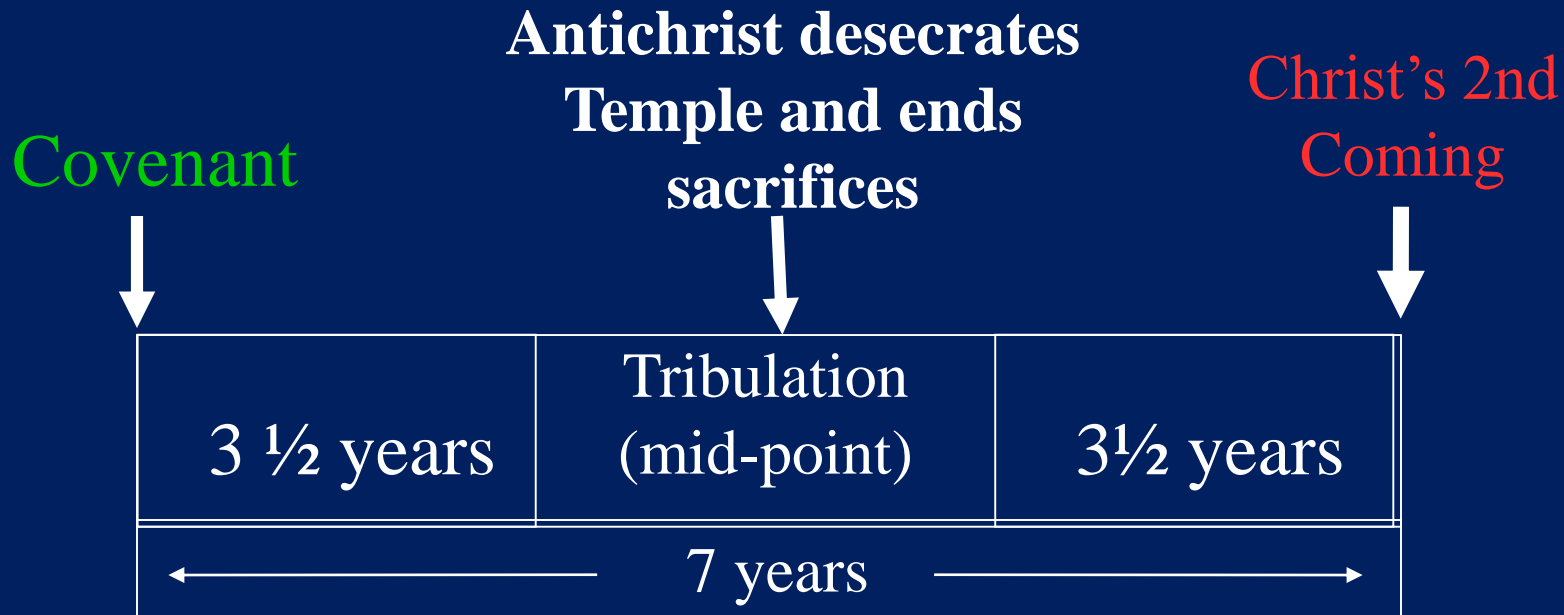 Covenant
Antichrist desecrates
Temple and ends
sacrifices
Christ’s 2nd
Coming
3 ½ years
Tribulation
(mid-point)
3½ years
7 years